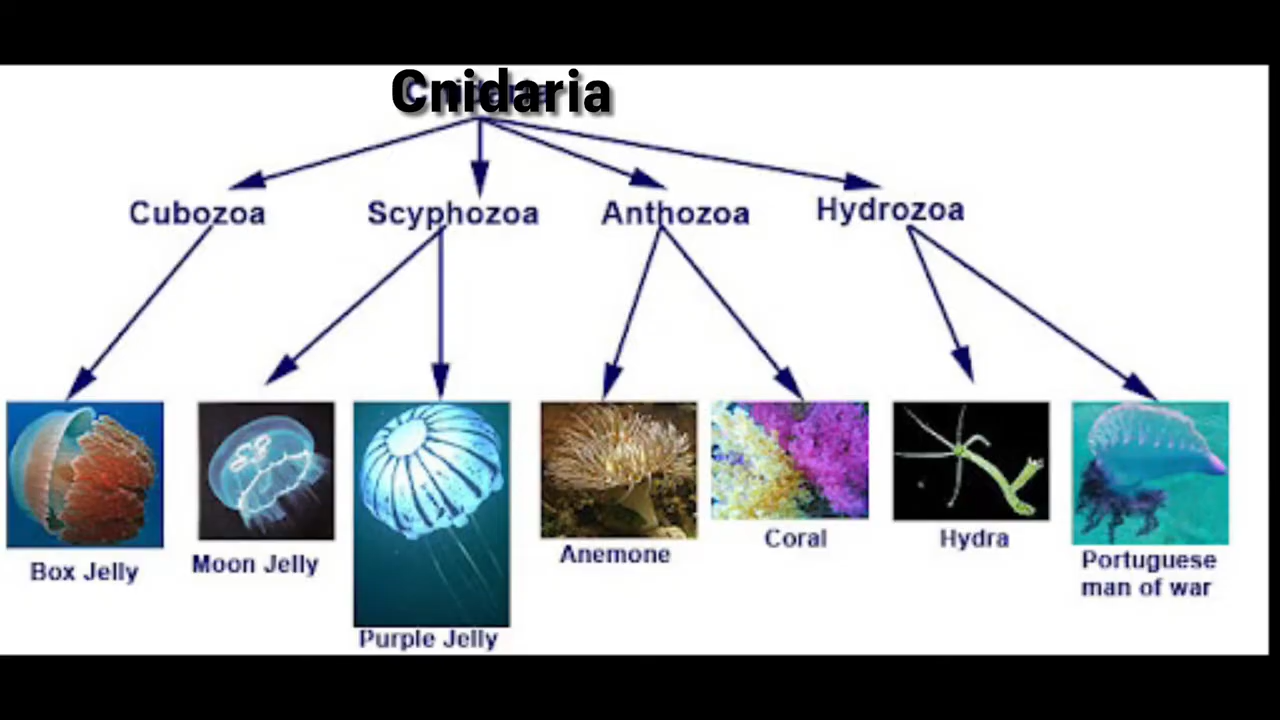 Cnidaria
Cubozoa
Scyphozoa
Anthozoa
Hydrozoa
Box Jelly
Moon Jelly
Purple Jelly
Anemone
Coral
Hydra
Portuguese
man of war